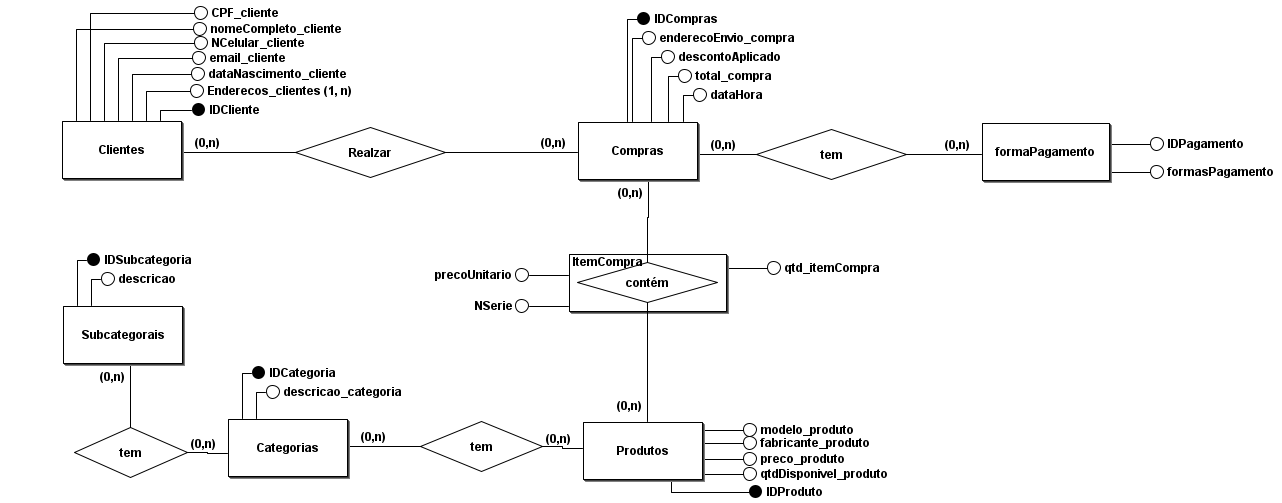 CPF_cliente
nomeCompleto_cliente
NCelular_cliente
email_cliente
dataNascimento_cliente
Enderecos_clientes (1, n)
IDCliente
Clientes
(0,n)
Realzar
(0,n)
IDCompras
enderecoEnvio_compra
descontoAplicado
total_compra
dataHora
Compras
(0,n)
tem
(0,n)
formaPagamento
IDPagamento
formasPagamento
(0,n)
ItemCompra
contém
precoUnitario
NSerie
qtd_itemCompra
(0,n)
IDSubcategoria
descricao
Subcategorais
(0,n)
tem
(0,n)
IDCategoria
descricao_categoria
Categorias
(0,n)
tem
(0,n)
Produtos
modelo_produto
fabricante_produto
preco_produto
qtdDisponivel_produto
IDProduto